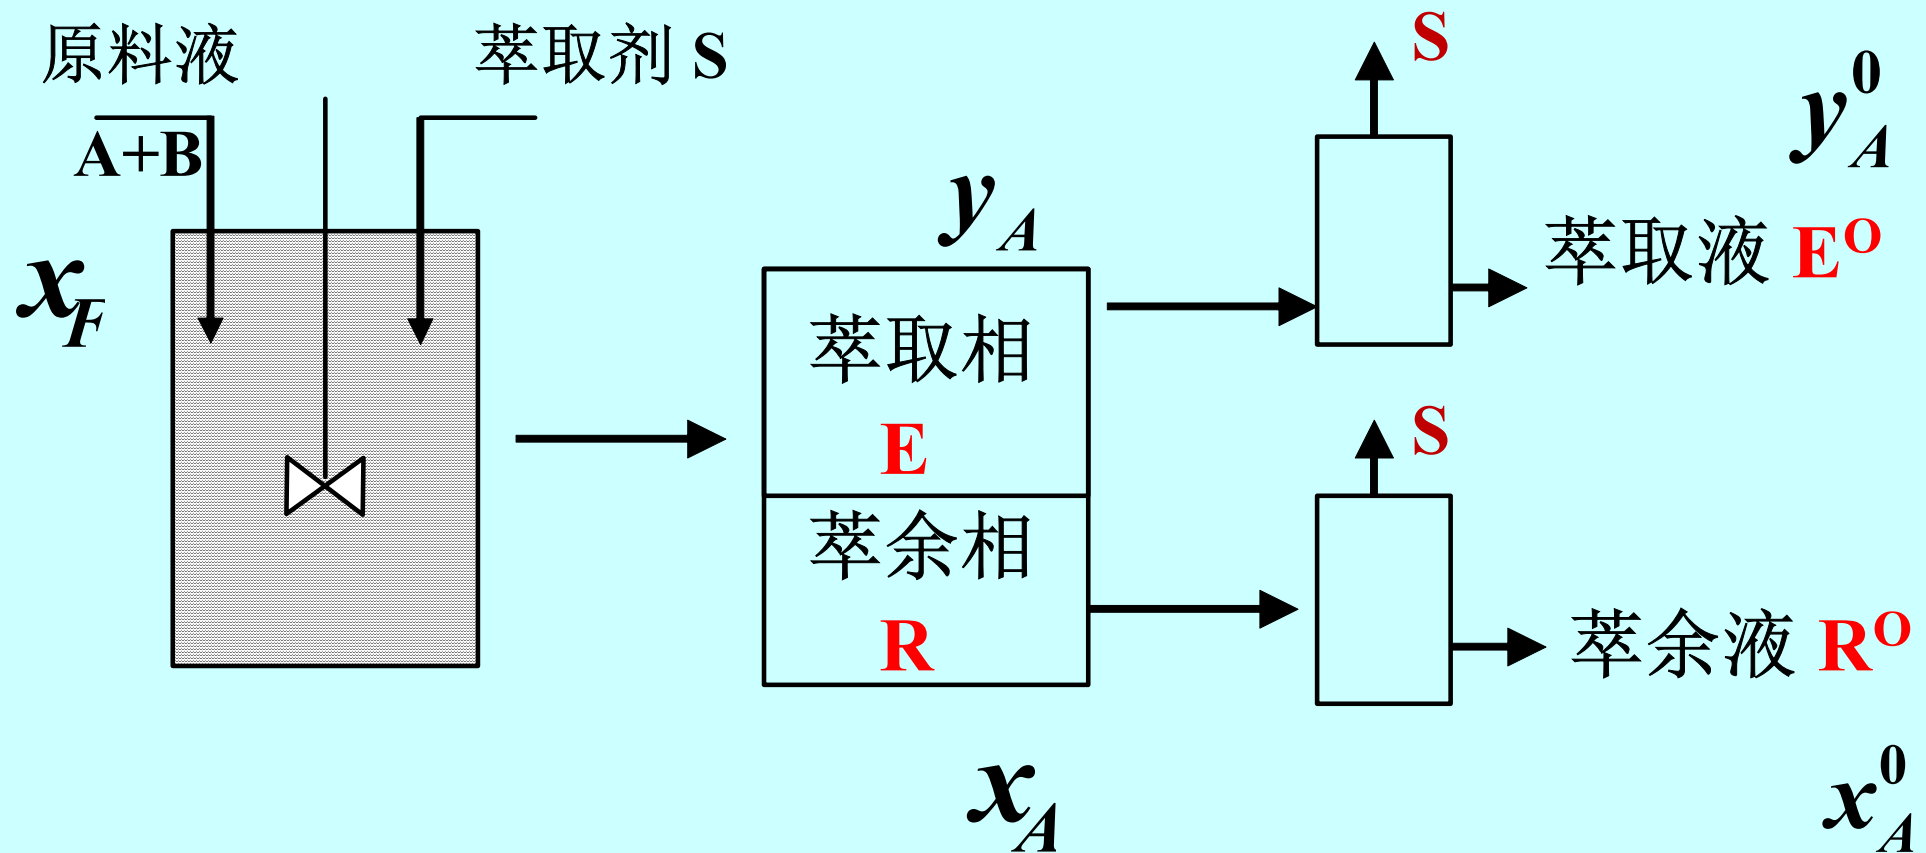 原料液
萃取剂 S
A+B
x_F
y_A
萃取相
E
萃余相
R
x_A
S
y_A^0
萃取液 E^O
S
萃余液 R^O
x_A^0